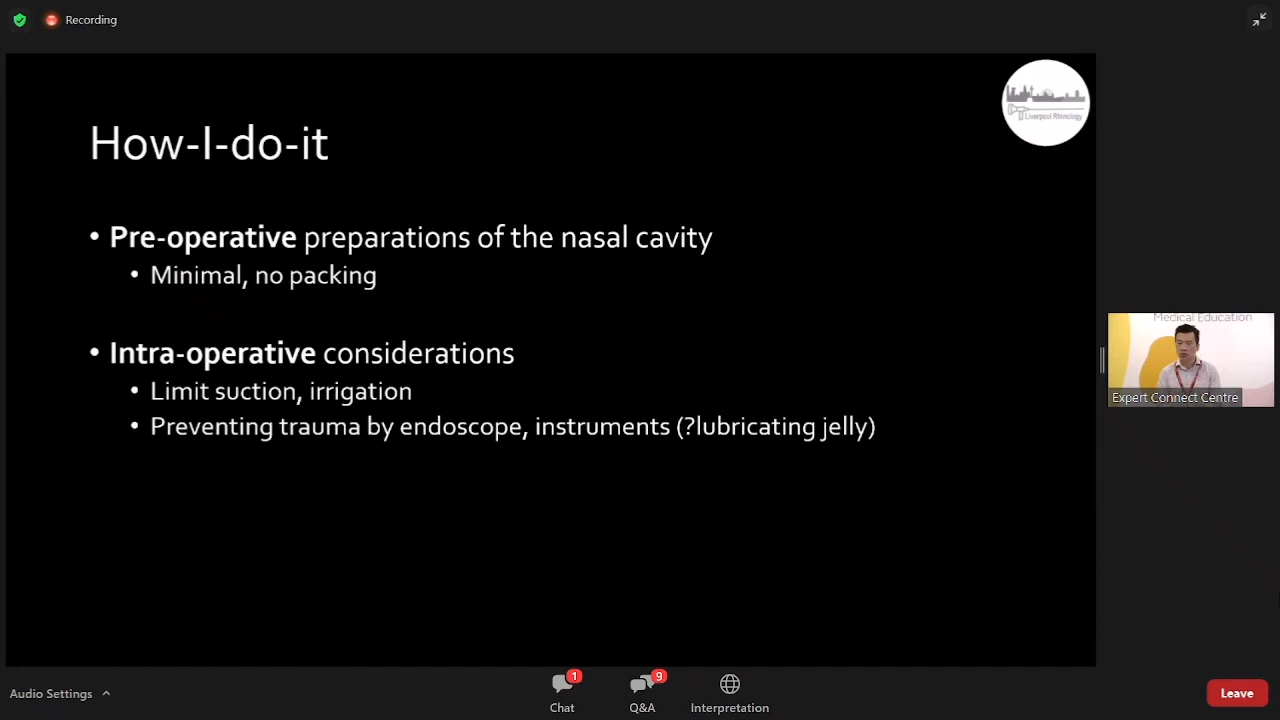 Recording
Liverpool Rhinology
How-I-do-it
• Pre-operative preparations of the nasal cavity
• Minimal, no packing
• Intra-operative considerations
• Limit suction, irrigation
• Preventing trauma by endoscope, instruments (?lubricating jelly)
Medical Education
Expert Connect Centre
Audio Settings
1
Chat
9
Q&A
Interpretation
Leave